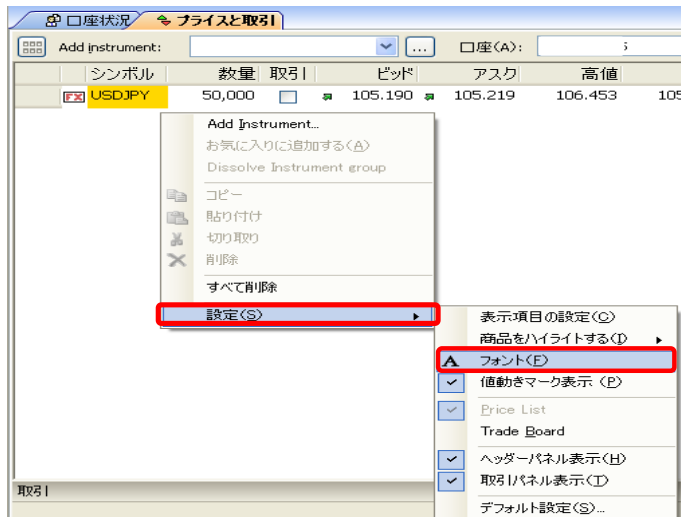 口座状況 プライスと取引
Add instrument: ... 口座(A):
シンボル 数量 取引 ビッド アスク 高値
FX USDJPY 50,000 105.190 105.219 106.453 105
Add Instrument...
お気に入りに追加する(A)
Dissolve Instrument group
コピー
貼り付け
切り取り
削除
すべて削除
設定(S)
表示項目の設定(C)
商品をハイライトする(I)
A フォント(F)
値動きマーク表示 (P)
Price List
Trade Board
ヘッダーパネル表示(H)
取引パネル表示(T)
デフォルト設定(S)...
取引